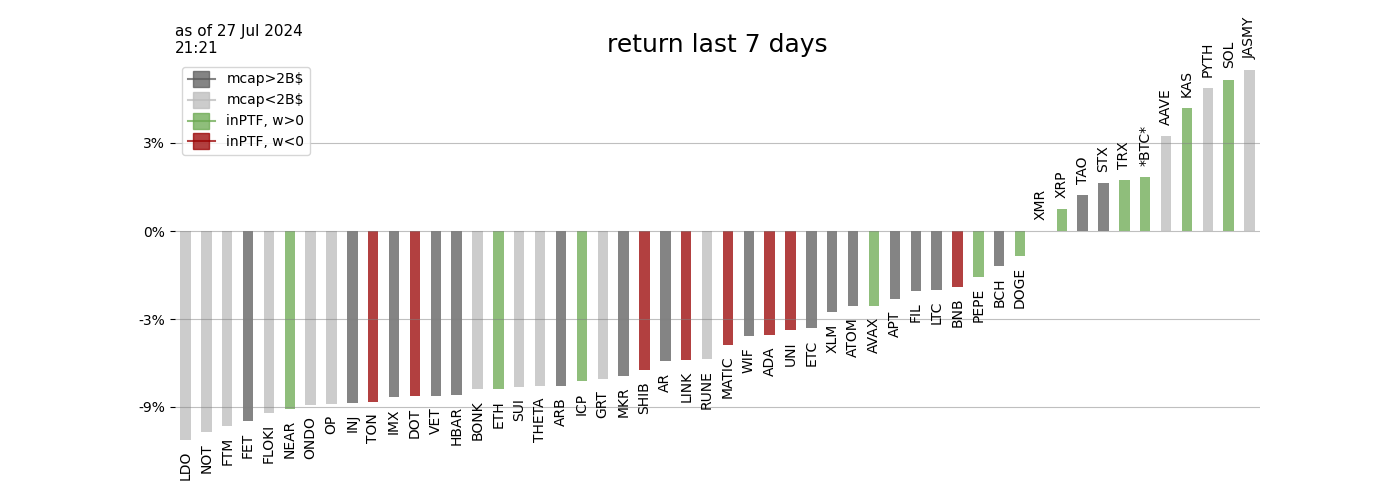 as of 27 Jul 2024
21:21
return last 7 days
mcap>2B$
mcap<2B$
inPTF, w>0
inPTF, w<0
3%
0%
-3%
-9%
LDO
NOT
FTM
FET
FLOKI
NEAR
ONDO
OP
INJ
TON
IMX
DOT
VET
HBAR
BONK
ETH
SUI
THETA
ARB
ICP
GRT
MKR
SHIB
AR
LINK
RUNE
MATIC
WIF
ADA
UNI
ETC
XLM
ATOM
AVAX
APT
FIL
LTC
BNB
PEPE
BCH
DOGE
XMR
XRP
TAO
STX
TRX
*BTC*
AAVE
KAS
PYTH
SOL
JASMY